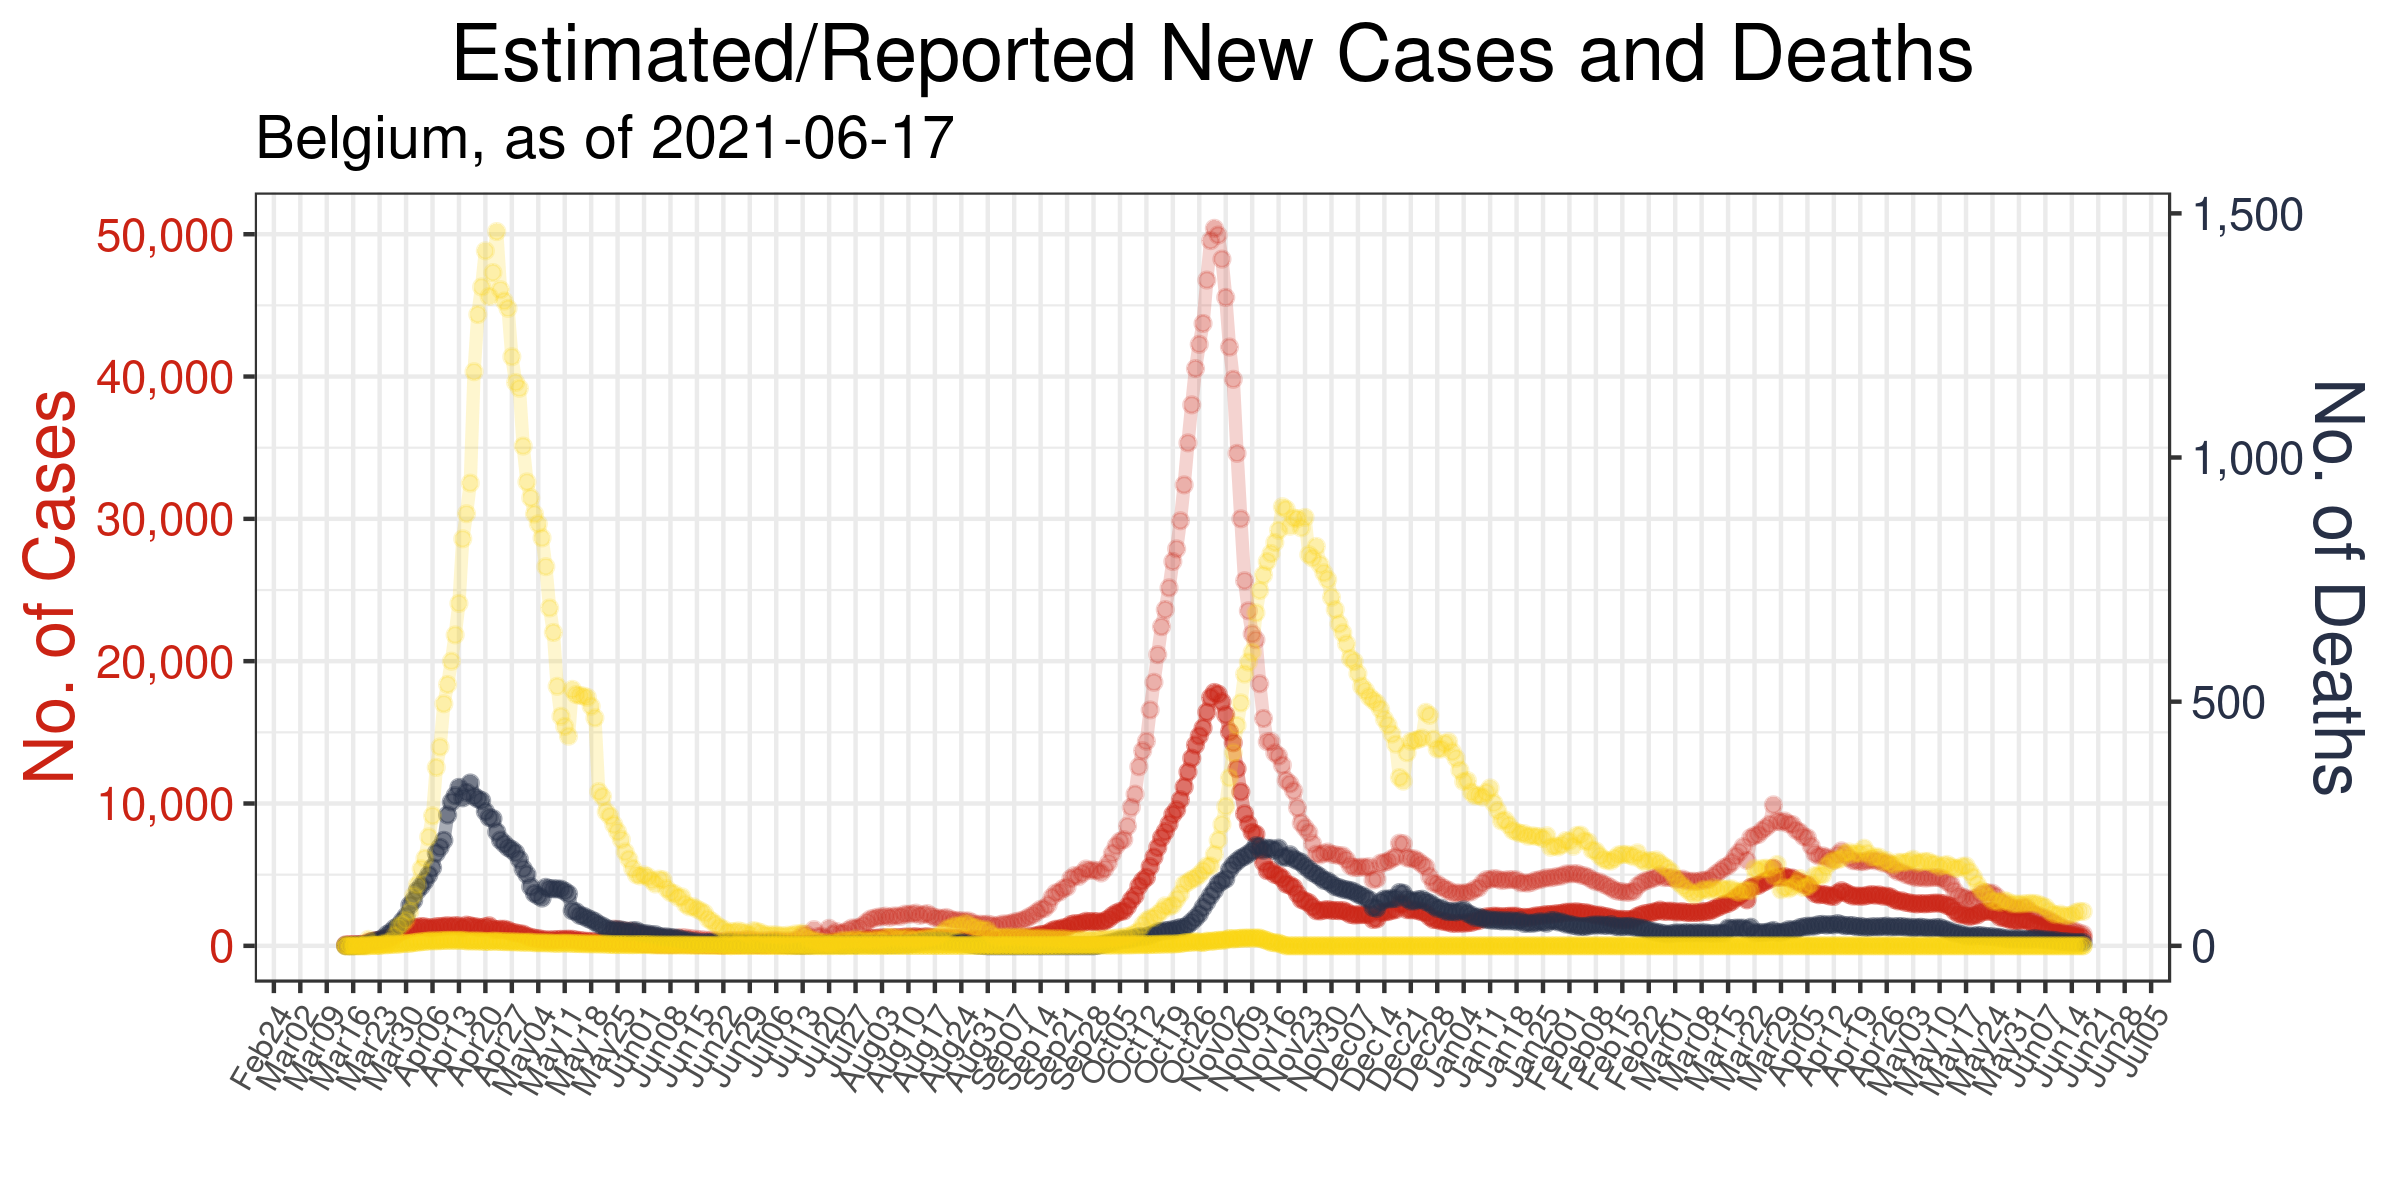 Estimated/Reported New Cases and Deaths
Belgium, as of 2021-06-17
No. of Cases
50,000
40,000
30,000
20,000
10,000
0
1,500
1,000
500
0
No. of Deaths
Feb24
Mar02
Mar09
Mar16
Mar23
Mar30
Apr06
Apr13
Apr20
Apr27
May04
May11
May18
May25
Jun01
Jun08
Jun15
Jun22
Jun29
Jul06
Jul13
Jul20
Jul27
Aug03
Aug10
Aug17
Aug24
Aug31
Sep07
Sep14
Sep21
Sep28
Oct05
Oct12
Oct19
Oct26
Nov02
Nov09
Nov16
Nov23
Nov30
Dec07
Dec14
Dec21
Dec28
Jan04
Jan11
Jan18
Jan25
Feb01
Feb08
Feb15
Feb22
Mar01
Mar08
Mar15
Mar22
Mar29
Apr05
Apr12
Apr19
Apr26
May03
May10
May17
May24
May31
Jun07
Jun14
Jun21
Jun28
Jul05